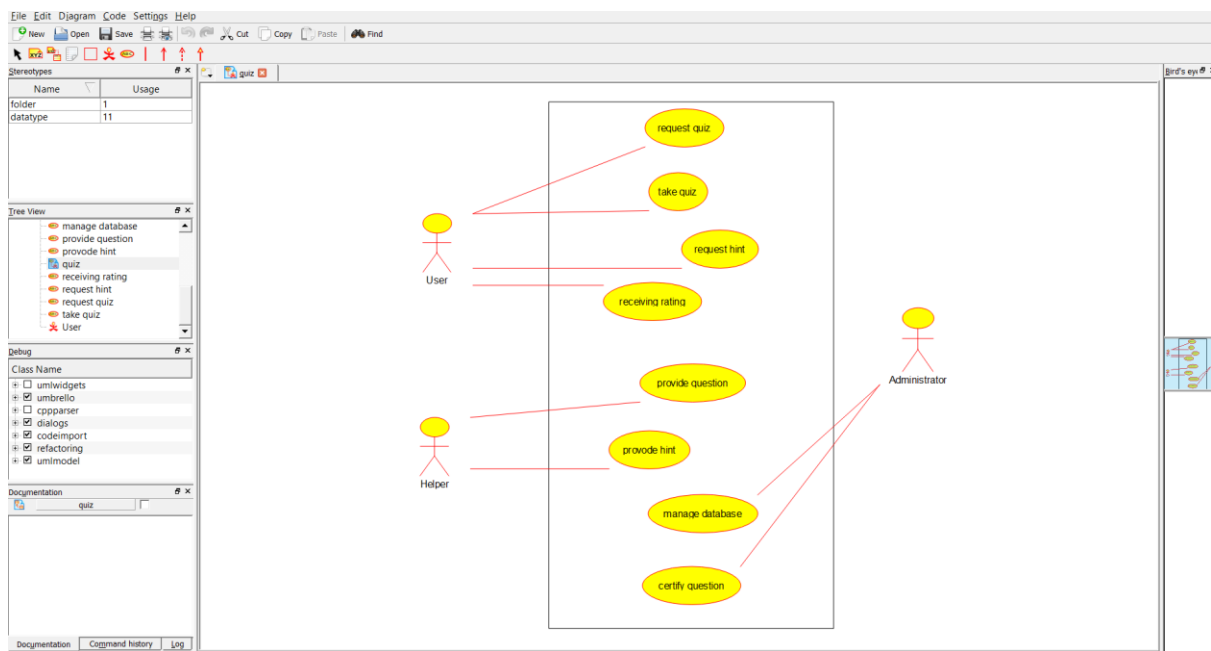 File Edit Diagram Code Settings Help
New Open Save Cut Copy Paste Find
XYZ
Stereotypes
Name Usage
folder 1
datatype 11
Tree View
manage database
provide question
provode hint
quiz
receiving rating
request hint
request quiz
take quiz
User
Debug
Class Name
umlwidgets
umbrello
cppparser
dialogs
codeimport
refactoring
umlmodel
Documentation
quiz
Documentation Command history Log
quiz
request quiz
take quiz
request hint
User
receiving rating
provide question
Administrator
provode hint
Helper
manage database
certify question
Bird's eye